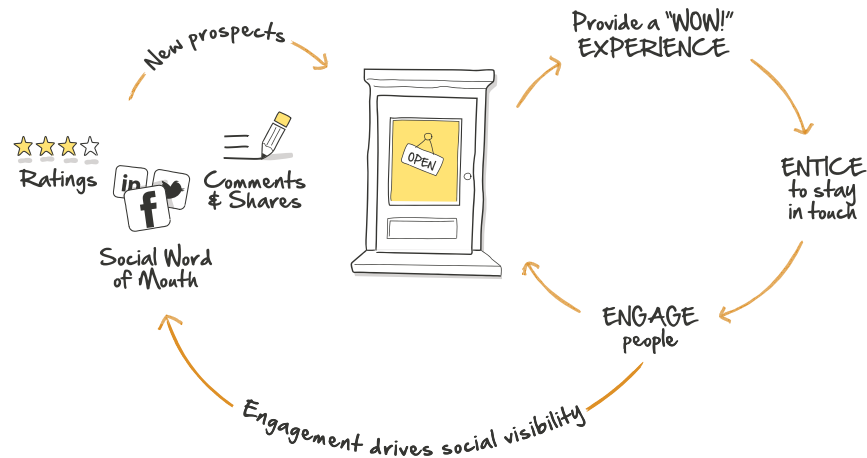 New prospects
Provide a "WOW!"
EXPERIENCE
OPEN
Ratings
in
f
Comments
& Shares
Social Word
of Mouth
ENTICE
to stay
in touch
ENGAGE
people
Engagement drives social visibility